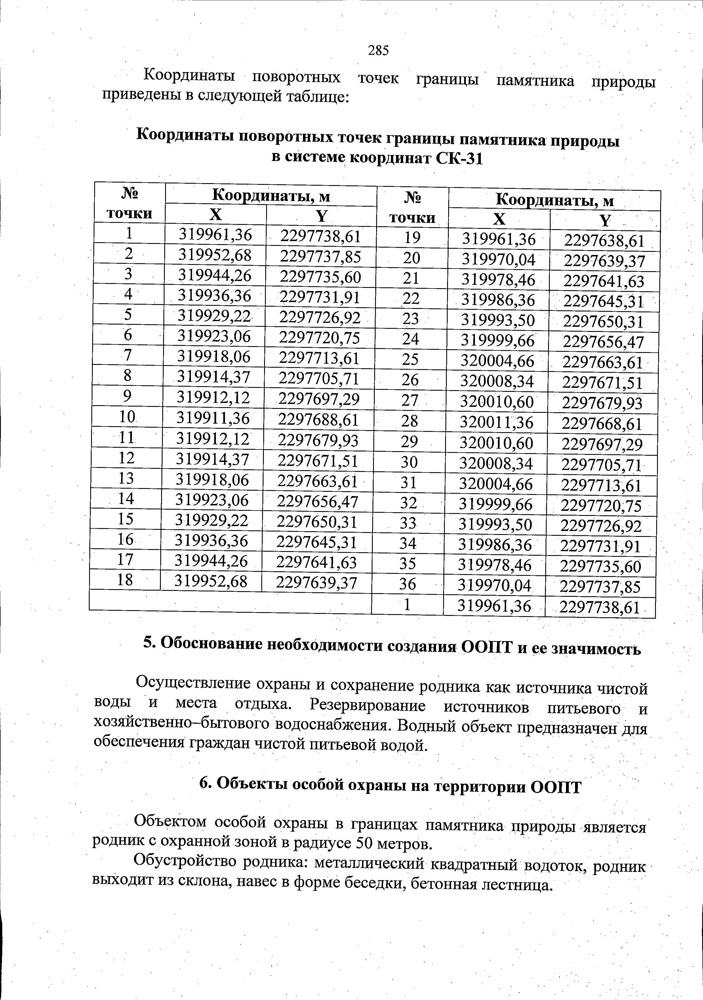 285
Координаты поворотных точек границы памятника природы
приведены в следующей таблице:
Координаты поворотных точек границы памятника природы
в системе координат СК-31
№ точки Координаты, м № точки Координаты, м
X Y X Y
1 319961,36 2297738,61 19 319961,36 2297638,61
2 319952,68 2297737,85 20 319970,04 2297639,37
3 319944,26 2297735,60 21 319978,46 2297641,63
4 319936,36 2297731,91 22 319986,36 2297645,31
5 319929,22 2297726,92 23 319993,50 2297650,31
6 319923,06 2297720,75 24 319999,66 2297656,47
7 319918,06 2297713,61 25 320004,66 2297663,61
8 319914,37 2297705,71 26 320008,34 2297671,51
9 319912,12 2297697,29 27 320010,60 2297679,93
10 319911,36 2297688,61 28 320011,36 2297668,61
11 319912,12 2297679,93 29 320010,60 2297697,29
12 319914,37 2297671,51 30 320008,34 2297705,71
13 319918,06 2297663,61 31 320004,66 2297713,61
14 319923,06 2297656,47 32 319999,66 2297720,75
15 319929,22 2297650,31 33 319993,50 2297726,92
16 319936,36 2297645,31 34 319986,36 2297731,91
17 319944,26 2297641,63 35 319978,46 2297735,60
18 319952,68 2297639,37 36 319970,04 2297737,85
1 319961,36 2297738,61
5. Обоснование необходимости создания ООПТ и ее значимость
Осуществление охраны и сохранение родника как источника чистой
воды и места отдыха. Резервирование источников питьевого и
хозяйственно–бытового водоснабжения. Водный объект предназначен для
обеспечения граждан чистой питьевой водой.
6. Объекты особой охраны на территории ООПТ
Объектом особой охраны в границах памятника природы является
родник с охранной зоной в радиусе 50 метров.
Обустройство родника: металлический квадратный водоток, родник
выходит из склона, навес в форме беседки, бетонная лестница.